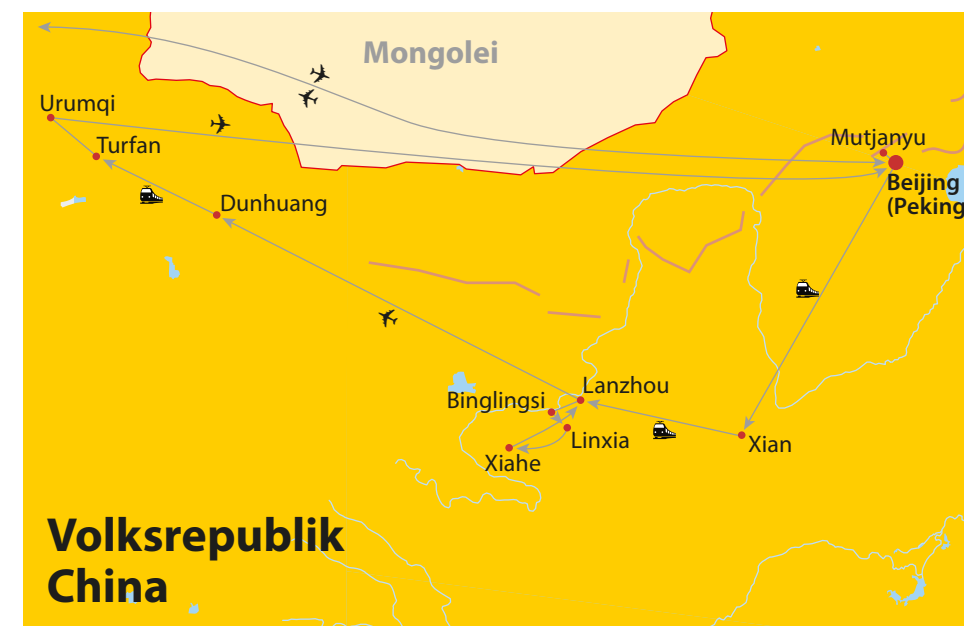 Mongolei
Urumqi
Turfan
Mutjanyu
Beijing
(Peking
Dunhuang
Lanzhou
Binglingsi
Linxia
Xian
Xiahe
Volksrepublik
China